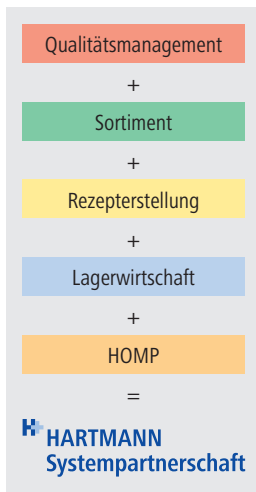 Qualitätsmanagement
+
Sortiment
+
Rezepterstellung
+
Lagerwirtschaft
+
HOMP
=
HARTMANN
Systempartnerschaft